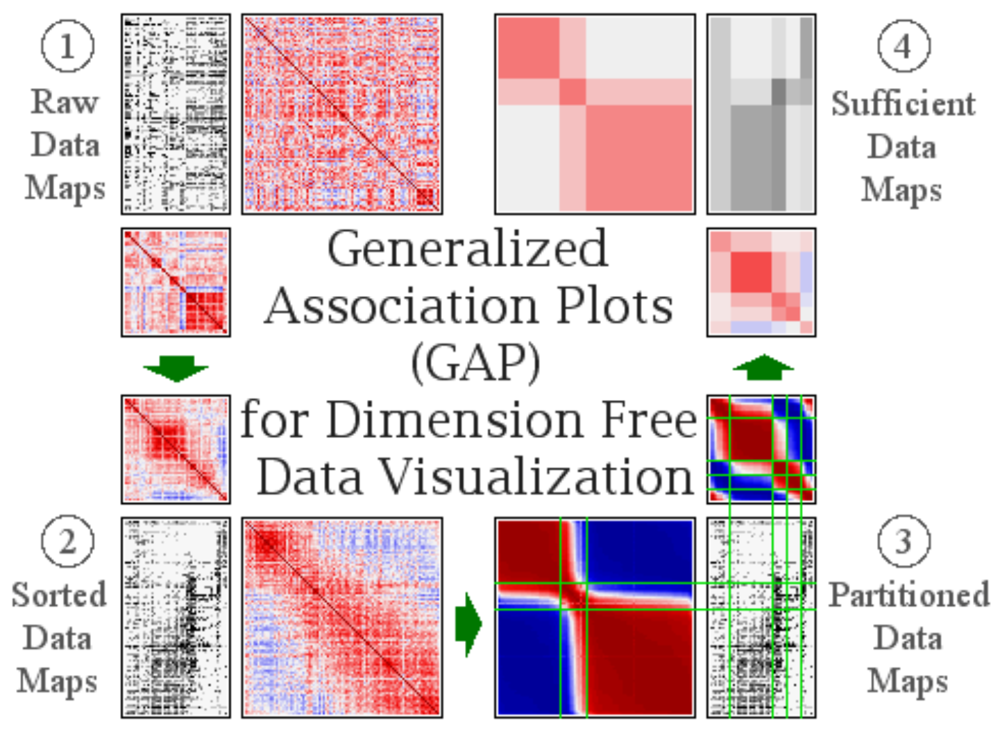 1
Raw
Data
Maps
4
Sufficient
Data
Maps
Generalized
Association Plots
(GAP)
for Dimension Free
Data Visualization
2
Sorted
Data
Maps
3
Partitioned
Data
Maps